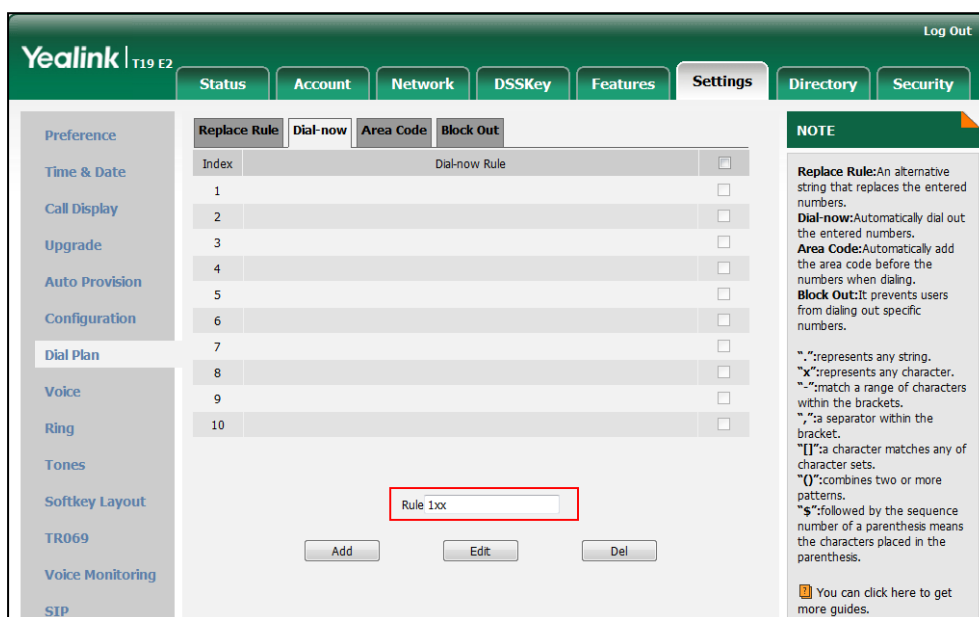 Log Out
Yealink T19 E2
Status Account Network DSSKey Features Settings Directory Security
Preference
Time & Date
Call Display
Upgrade
Auto Provision
Configuration
Dial Plan
Voice
Ring
Tones
Softkey Layout
TR069
Voice Monitoring
SIP
Replace Rule Dial-now Area Code Block Out
Index Dial-now Rule
1
2
3
4
5
6
7
8
9
10
Rule 1xx
Add Edit Del
NOTE
Replace Rule:An alternative
string that replaces the entered
numbers.
Dial-now:Automatically dial out
the entered numbers.
Area Code:Automatically add
the area code before the
numbers when dialing.
Block Out:It prevents users
from dialing out specific
numbers.
".":represents any string.
"x":represents any character.
"-":match a range of characters
within the brackets.
",":a separator within the
bracket.
"[]":a character matches any of
character sets.
"()":combines two or more
patterns.
"$":followed by the sequence
number of a parenthesis means
the characters placed in the
parenthesis.
You can click here to get
more guides.